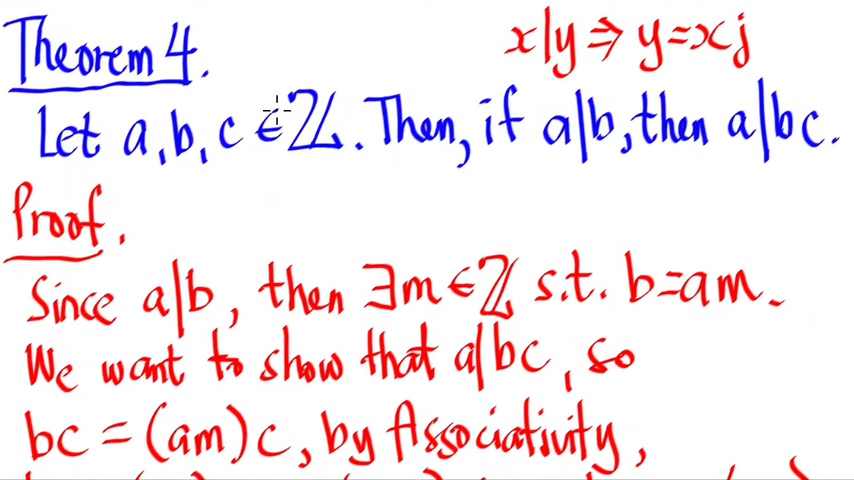 Theorem 4.
x|y ⇒ y=xj
Let a, b, c ∈ ℤ. Then, if a|b, then a|bc.
Proof.
Since a|b, then ∃m∈ℤ s.t. b=am.
We want to show that a|bc, so
bc = (am)c, by Associativity,